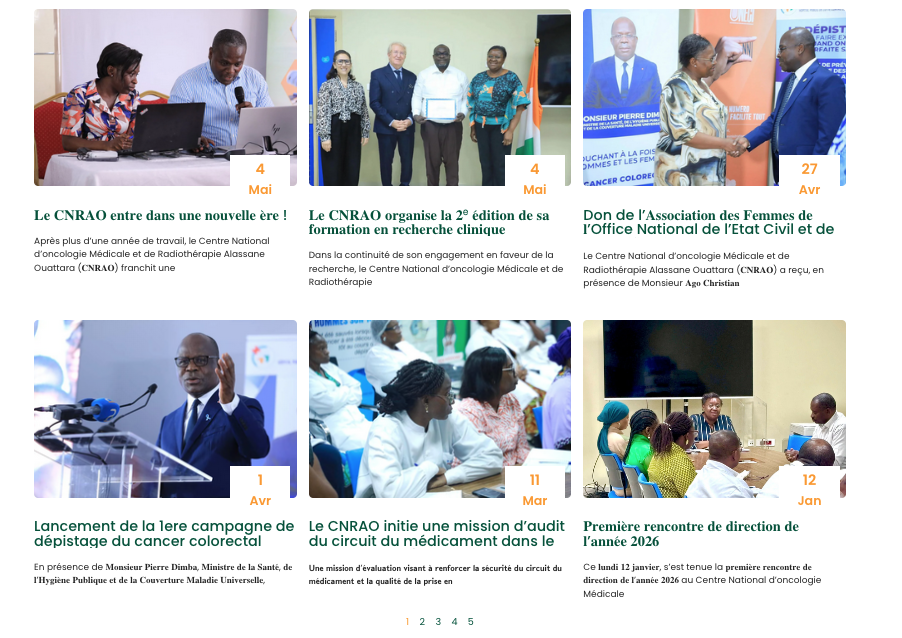 4
Mai
Le CNRAO entre dans une nouvelle ère !
Après plus d’une année de travail, le Centre National
d’oncologie Médicale et de Radiothérapie Alassane
Ouattara (CNRAO) franchit une
4
Mai
Le CNRAO organise la 2e édition de sa
formation en recherche clinique
Dans la continuité de son engagement en faveur de la
recherche, le Centre National d’oncologie Médicale et de
Radiothérapie
27
Avr
Don de l’Association des Femmes de
l’Office National de l’Etat Civil et de
Le Centre National d’oncologie Médicale et de
Radiothérapie Alassane Ouattara (CNRAO) a reçu, en
présence de Monsieur Ago Christian
1
Avr
Lancement de la 1ere campagne de
dépistage du cancer colorectal
En présence de Monsieur Pierre Dimba, Ministre de la Santé, de
l’Hygiène Publique et de la Couverture Maladie Universelle,
11
Mar
Le CNRAO initie une mission d’audit
du circuit du médicament dans le
Une mission d’évaluation visant à renforcer la sécurité du circuit du
médicament et la qualité de la prise en
12
Jan
Première rencontre de direction de
l’année 2026
Ce lundi 12 janvier, s’est tenue la première rencontre de
direction de l’année 2026 au Centre National d’oncologie
Médicale
1 2 3 4 5